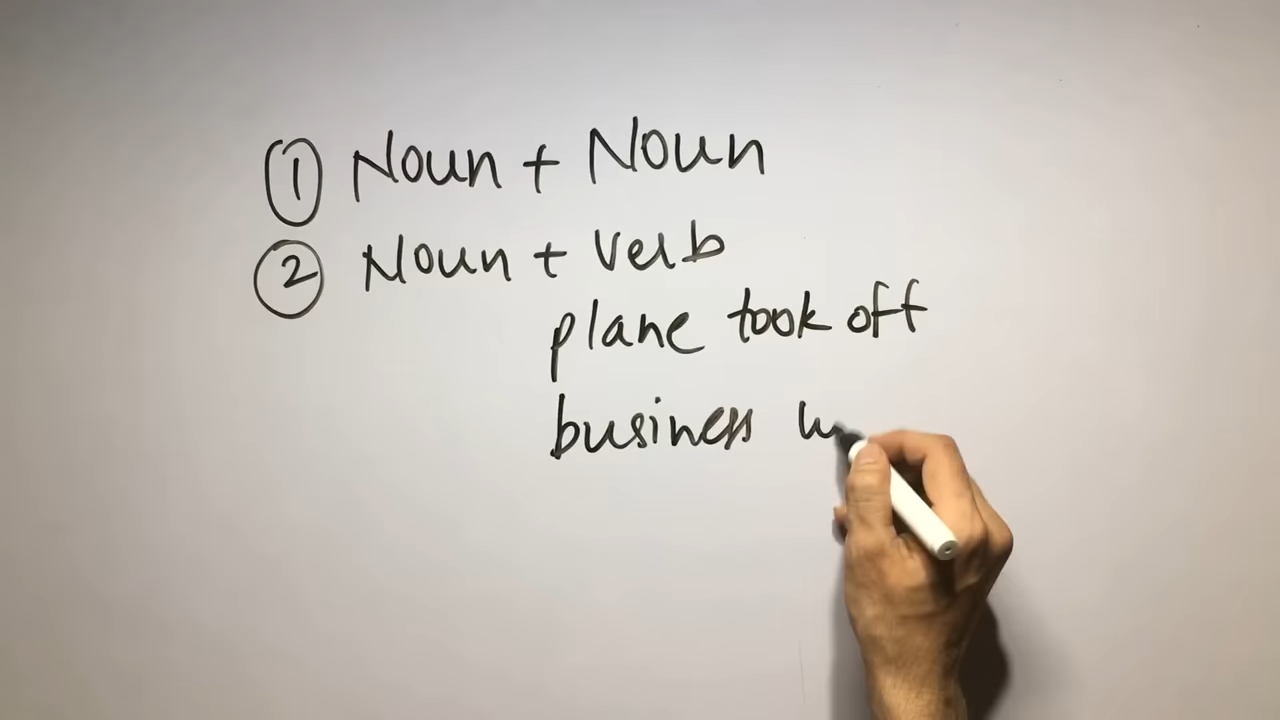 ① Noun + Noun
② Noun + Verb
plane took off
business